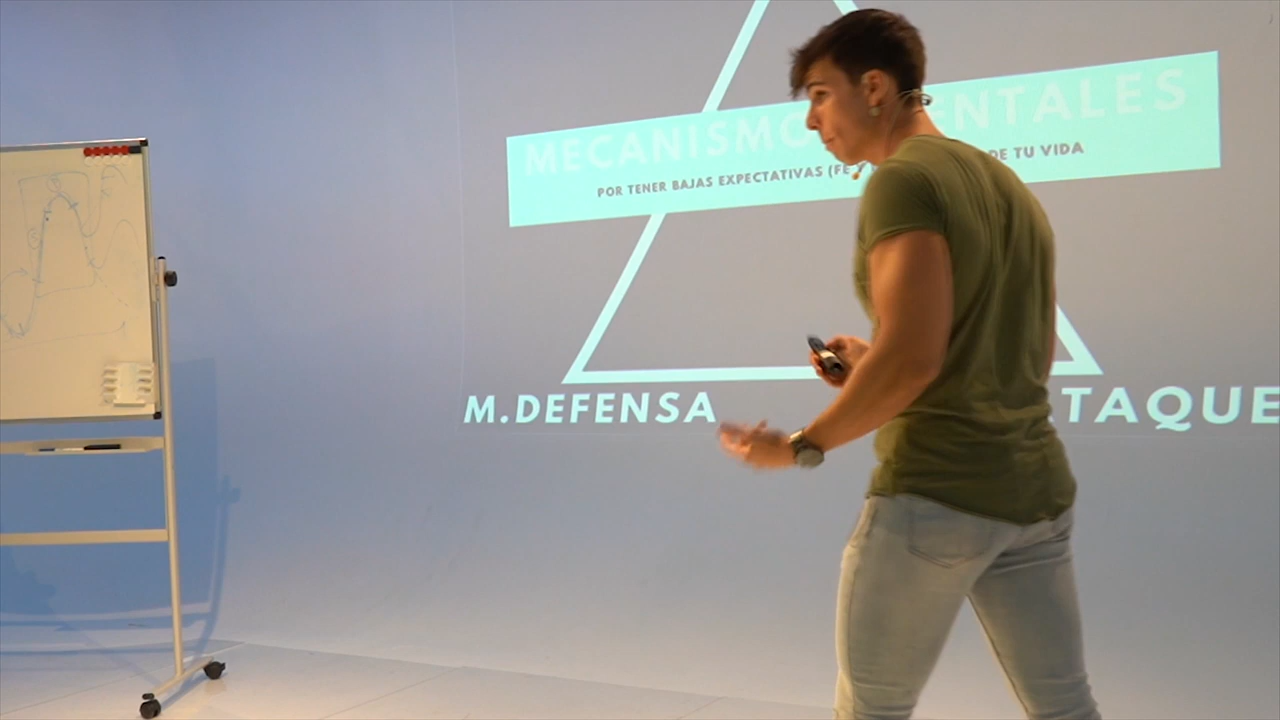 MECANISMO ENTALES
POR TENER BAJAS EXPECTATIVAS (FE Y DE TU VIDA
M.DEFENSA TAQUE